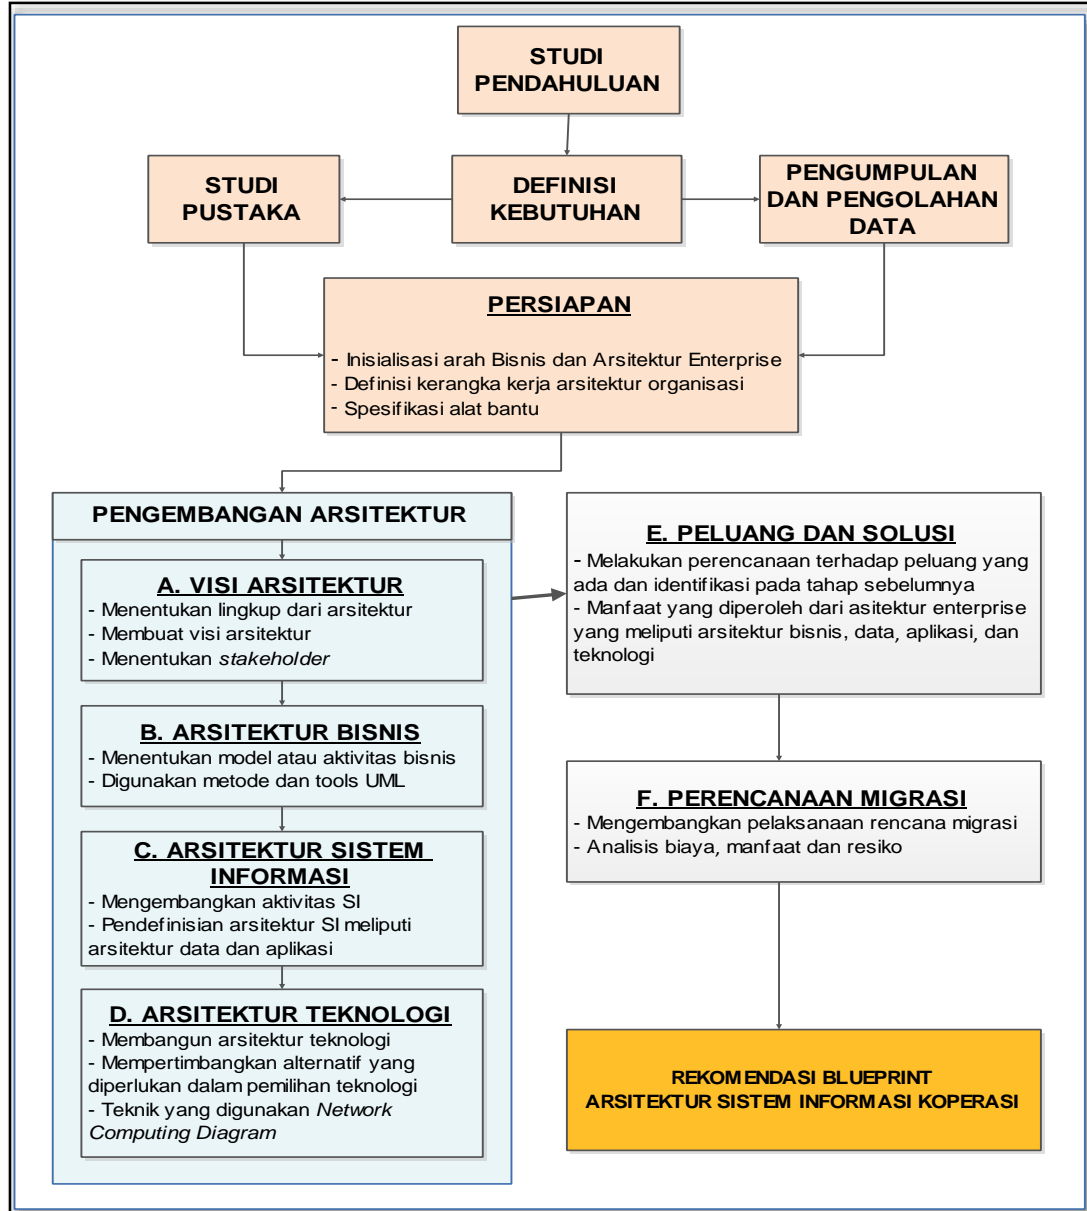 STUDI
PENDAHULUAN
STUDI
PUSTAKA
DEFINISI
KEBUTUHAN
PENGUMPULAN
DAN PENGOLAHAN
DATA
PERSIAPAN
- Inisialisasi arah Bisnis dan Arsitektur Enterprise
- Definisi kerangka kerja arsitektur organisasi
- Spesifikasi alat bantu
PENGEMBANGAN ARSITEKTUR
A. VISI ARSITEKTUR
- Menentukan lingkup dari arsitektur
- Membuat visi arsitektur
- Menentukan stakeholder
B. ARSITEKTUR BISNIS
- Menentukan model atau aktivitas bisnis
- Digunakan metode dan tools UML
C. ARSITEKTUR SISTEM
INFORMASI
- Mengembangkan aktivitas SI
- Pendefinisian arsitektur SI meliputi
arsitektur data dan aplikasi
D. ARSITEKTUR TEKNOLOGI
- Membangun arsitektur teknologi
- Mempertimbangkan alternatif yang
diperlukan dalam pemilihan teknologi
- Teknik yang digunakan Network
Computing Diagram
E. PELUANG DAN SOLUSI
- Melakukan perencanaan terhadap peluang yang
ada dan identifikasi pada tahap sebelumnya
- Manfaat yang diperoleh dari asitektur enterprise
yang meliputi arsitektur bisnis, data, aplikasi, dan
teknologi
F. PERENCANAAN MIGRASI
- Mengembangkan pelaksanaan rencana migrasi
- Analisis biaya, manfaat dan resiko
REKOMENDASI BLUEPRINT
ARSITEKTUR SISTEM INFORMASI KOPERASI